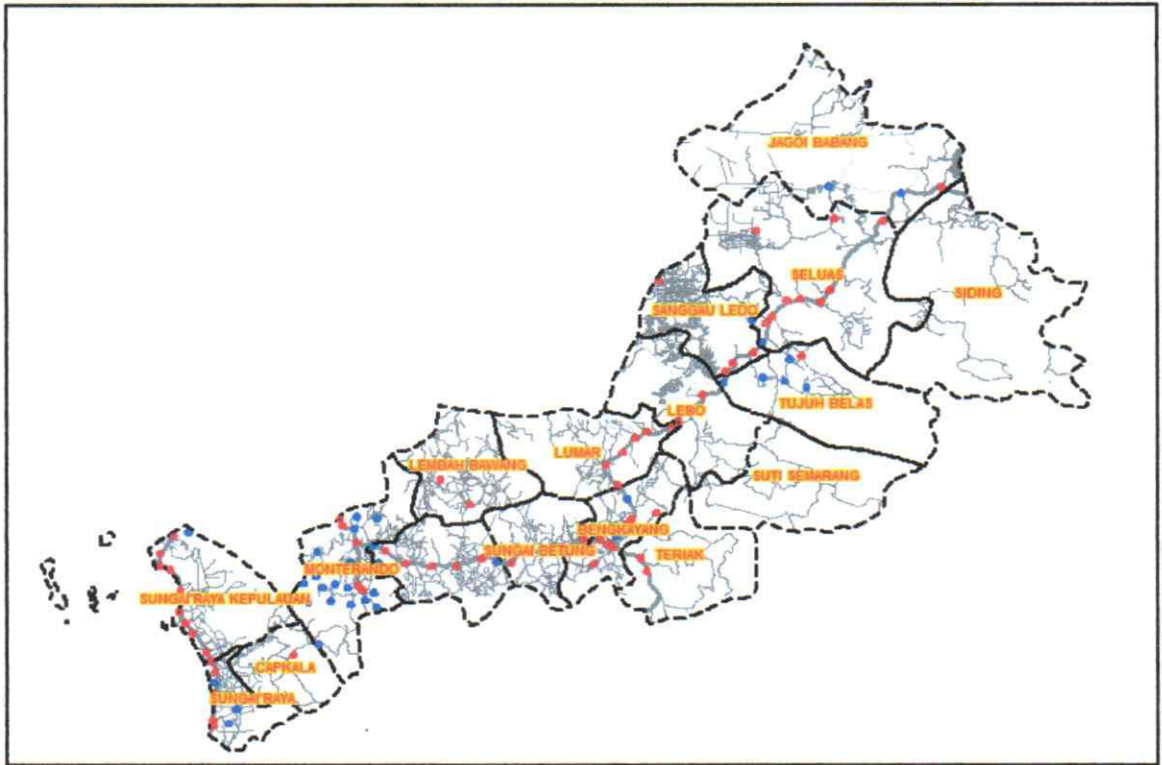 JAGOI BABANG
SELUAS
SIDING
SANGGAU LEDO
TUJUH BELAS
LEDO
LUMAR
LEMBAH BAWANG
SUTI SEMARANG
BENGKAYANG
SUNGAI BETUNG
TERIAK
MONTERANDO
SUNGAI RAYA KEPULAUAN
CAPKALA
SUNGAI RAYA